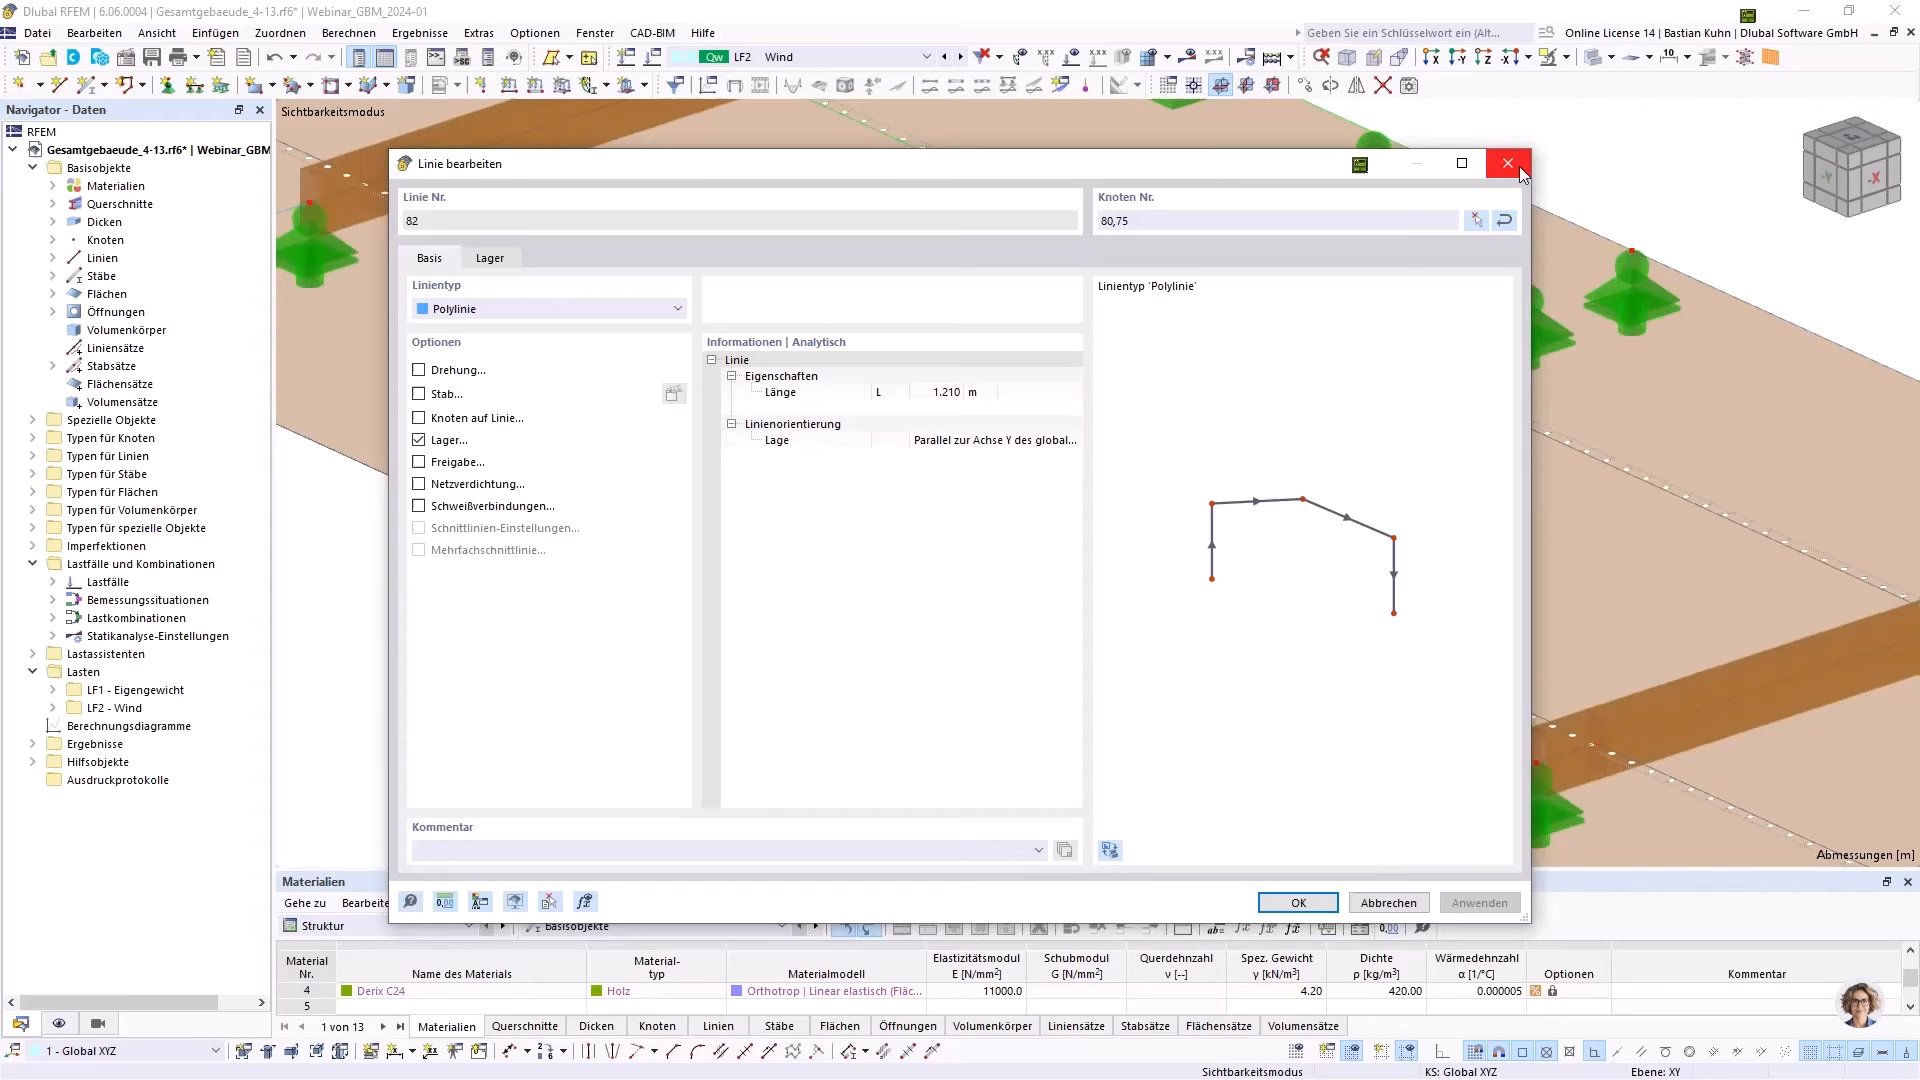 Dlubal RFEM | 6.06.0004 | Gesamtgebaeude_4-13.rf6* | Webinar_GBM_2024-01
Datei Bearbeiten Ansicht Einfügen Zuordnen Berechnen Ergebnisse Extras Optionen Fenster CAD-BIM Hilfe
Geben Sie ein Schlüsselwort ein (Alt...
Online License 14 | Bastian Kuhn | Dlubal Software GmbH
Qw LF2 Wind
Navigator - Daten
RFEM
Gesamtgebaeude_4-13.rf6* | Webinar_GBM
Basisobjekte
Materialien
Querschnitte
Dicken
Knoten
Linien
Stäbe
Flächen
Öffnungen
Volumenkörper
Liniensätze
Stabsätze
Flächensätze
Volumensätze
Spezielle Objekte
Typen für Knoten
Typen für Linien
Typen für Stäbe
Typen für Flächen
Typen für Volumenkörper
Typen für spezielle Objekte
Imperfektionen
Lastfälle und Kombinationen
Lastfälle
Bemessungssituationen
Lastkombinationen
Statikanalyse-Einstellungen
Lastassistenten
Lasten
LF1 - Eigengewicht
LF2 - Wind
Berechnungsdiagramme
Ergebnisse
Hilfsobjekte
Ausdruckprotokolle
Sichtbarkeitsmodus
-Y -X
Linie bearbeiten
Linie Nr.
82
Knoten Nr.
80,75
Basis Lager
Linientyp
Polylinie
Optionen
Drehung...
Stab...
Knoten auf Linie...
Lager...
Freigabe...
Netzverdichtung...
Schweißverbindungen...
Schnittlinien-Einstellungen...
Mehrfachschnittlinie...
Informationen | Analytisch
Linie
Eigenschaften
Länge L 1.210 m
Linienorientierung
Lage Parallel zur Achse Y des global...
Linientyp 'Polylinie'
Kommentar
OK Abbrechen Anwenden
Abmessungen [m]
Materialien
Gehe zu Bearbeite
Struktur
Basisobjekte
Material Nr.
Name des Materials
Material-typ
Materialmodell
Elastizitätsmodul E [N/mm²]
Schubmodul G [N/mm²]
Querdehnzahl ν [--]
Spez. Gewicht γ [kN/m³]
Dichte ρ [kg/m³]
Wärmedehnzahl α [1/°C]
Optionen
Kommentar
4 Derix C24 Holz Orthotrop | Linear elastisch (Fläc... 11000.0 4.20 420.00 0.000005
5
1 von 13
Materialien Querschnitte Dicken Knoten Linien Stäbe Flächen Öffnungen Volumenkörper Liniensätze Stabsätze Flächensätze Volumensätze
1 - Global XYZ
Sichtbarkeitsmodus KS: Global XYZ Ebene: XY